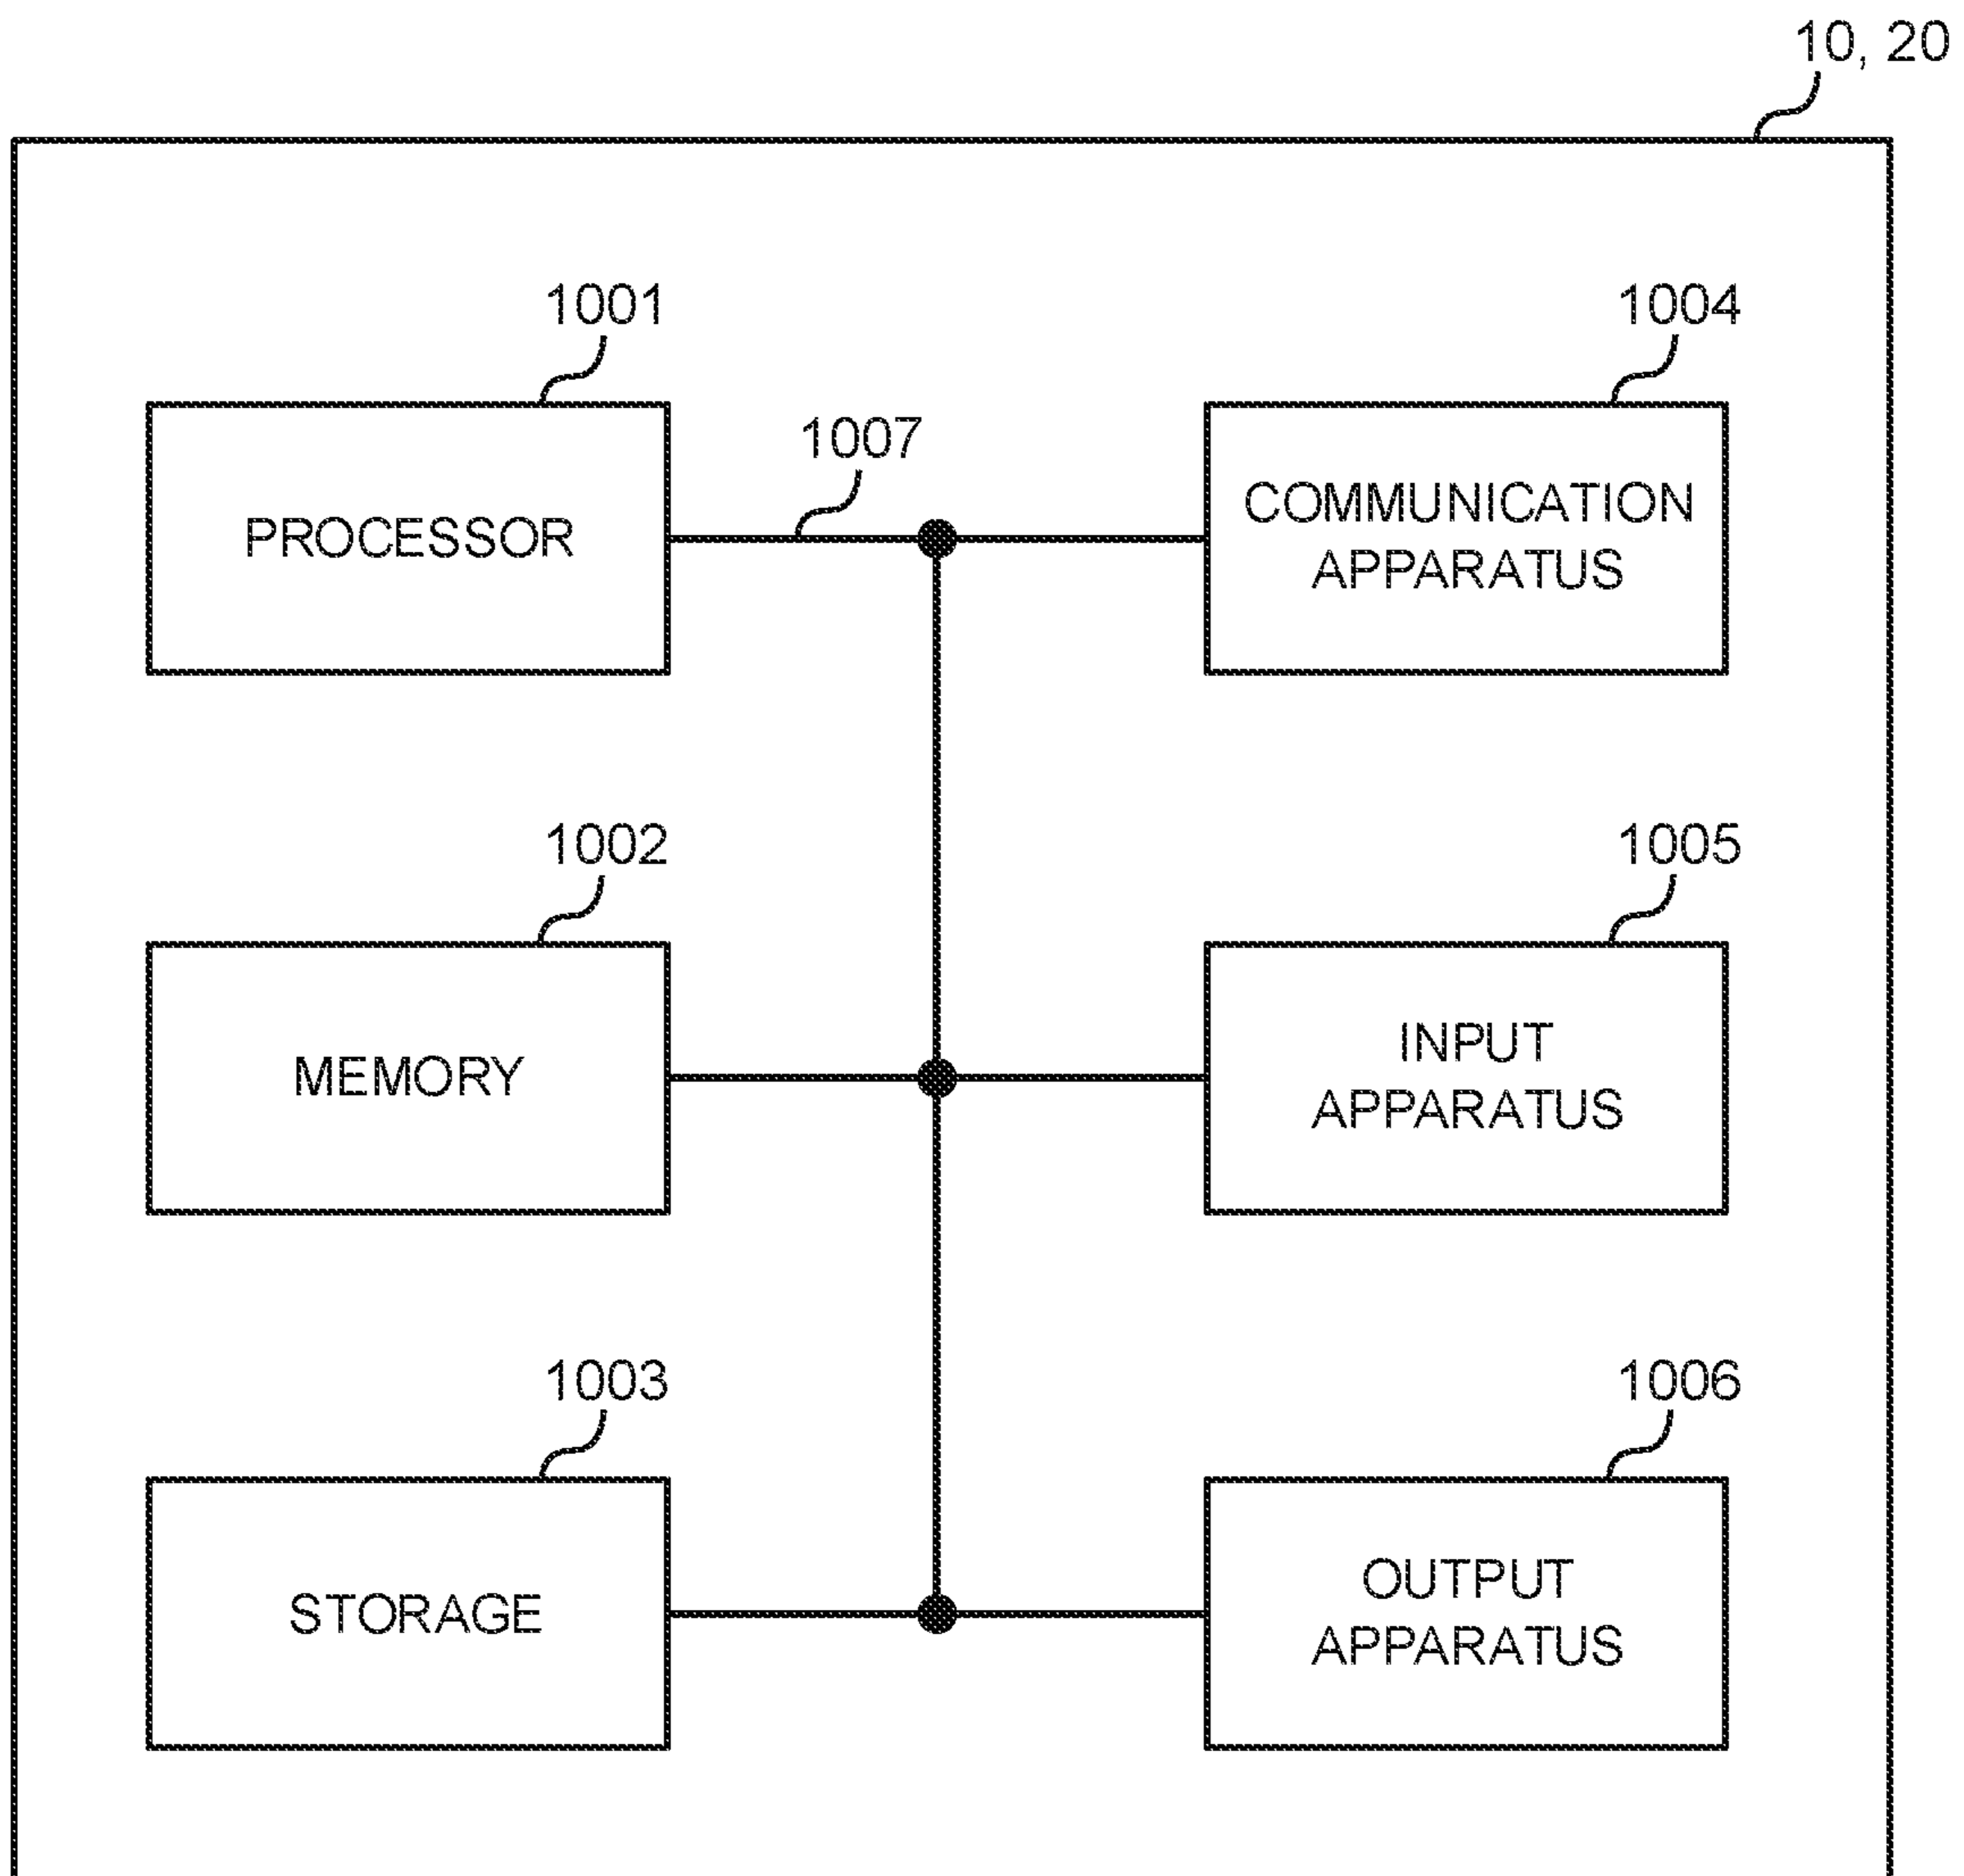 10, 20
1001
1004
1007
PROCESSOR
COMMUNICATION
APPARATUS
1002
1005
MEMORY
INPUT
APPARATUS
1003
1006
STORAGE
OUTPUT
APPARATUS